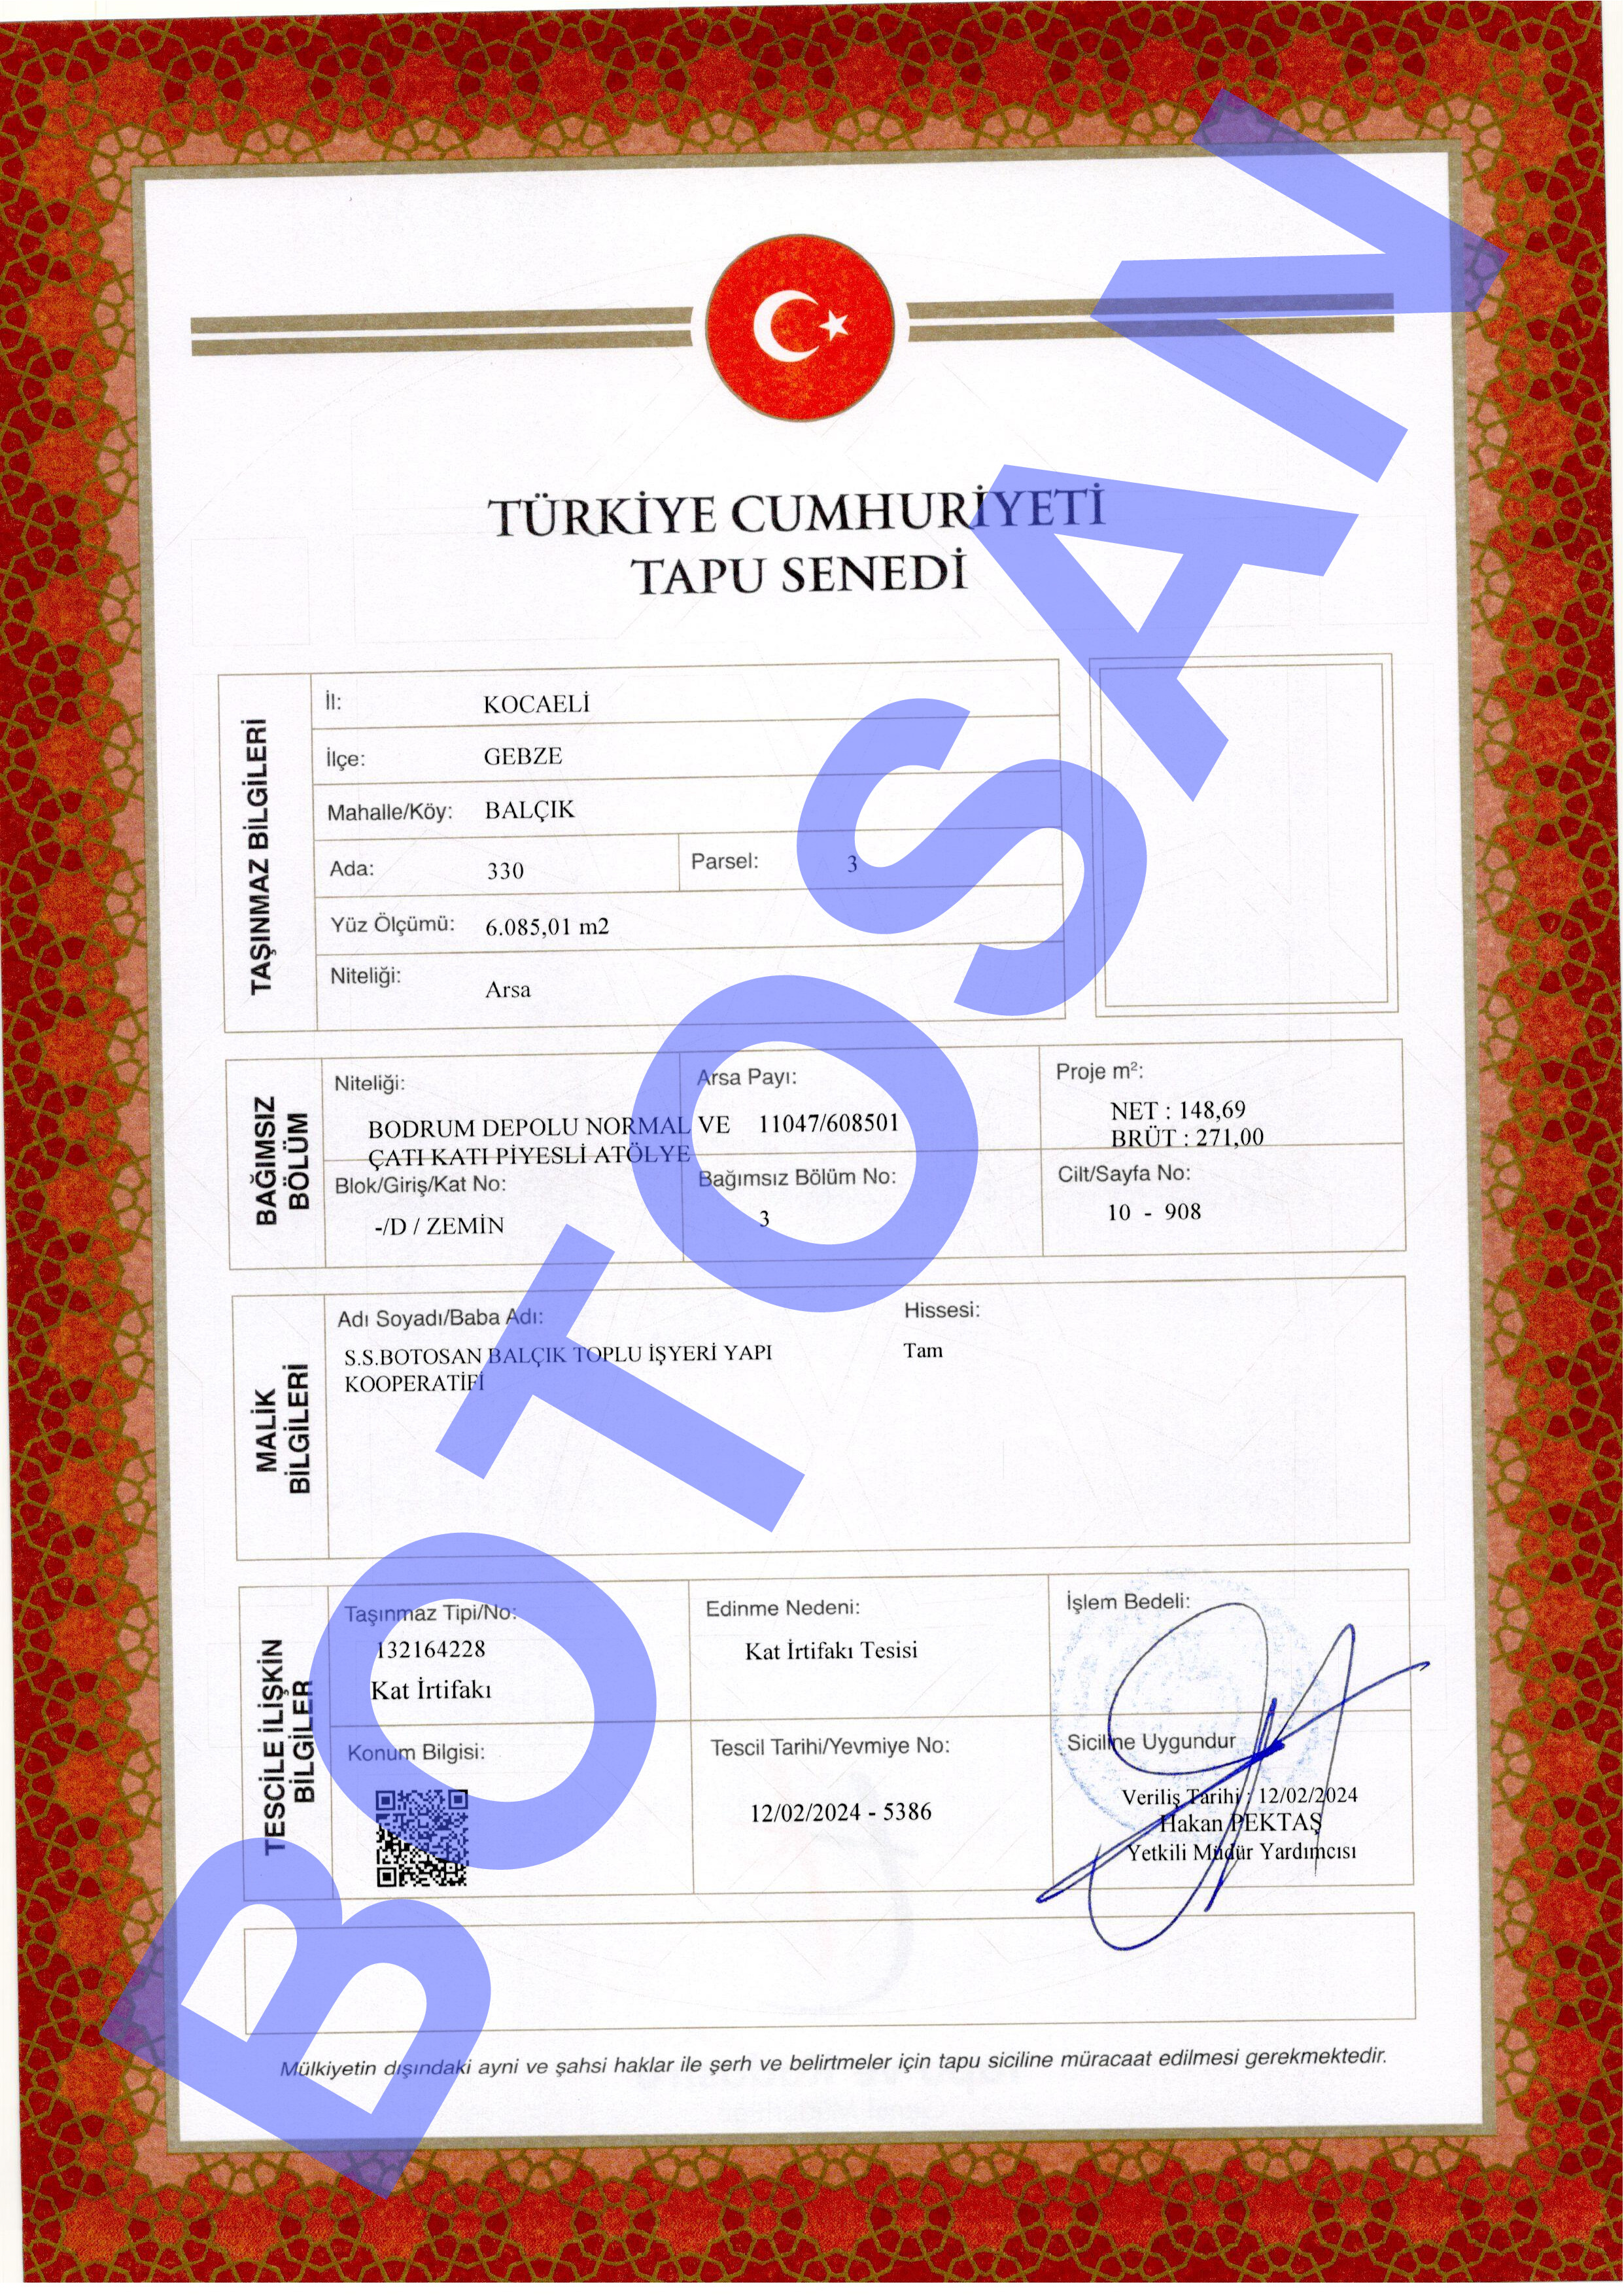 TÜRKİYE CUMHURİYETİ
TAPU SENEDİ
TAŞINMAZ BİLGİLERİ
İl: KOCAELİ
İlçe: GEBZE
Mahalle/Köy: BALÇIK
Ada: 330 Parsel: 3
Yüz Ölçümü: 6.085,01 m2
Niteliği: Arsa
BAĞIMSIZ
BÖLÜM
Niteliği: Arsa Payı: Proje m²:
BODRUM DEPOLU NORMAL VE 11047/608501 NET : 148,69
ÇATI KATI PİYESLİ ATÖLYE BRÜT : 271,00
Blok/Giriş/Kat No: Bağımsız Bölüm No: Cilt/Sayfa No:
-/D / ZEMİN 3 10 - 908
MALİK
BİLGİLERİ
Adı Soyadı/Baba Adı: Hissesi:
S.S.BOTOSAN BALÇIK TOPLU İŞYERİ YAPI Tam
KOOPERATİFİ
TESCİLE İLİŞKİN
BİLGİLER
Taşınmaz Tipi/No: Edinme Nedeni: İşlem Bedeli:
132164228 Kat İrtifakı Tesisi
Kat İrtifakı
Konum Bilgisi: Tescil Tarihi/Yevmiye No: Siciline Uygundur
12/02/2024 - 5386 Veriliş Tarihi : 12/02/2024
Hakan PEKTAŞ
Yetkili Müdür Yardımcısı
Mülkiyetin dışındaki ayni ve şahsi haklar ile şerh ve belirtmeler için tapu siciline müracaat edilmesi gerekmektedir.
BOTOSAN